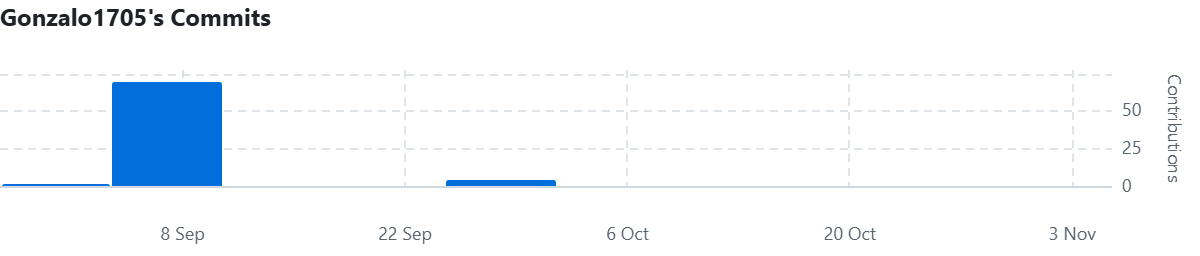 Gonzalo1705's Commits
50
25
0
Contributions
8 Sep
22 Sep
6 Oct
20 Oct
3 Nov